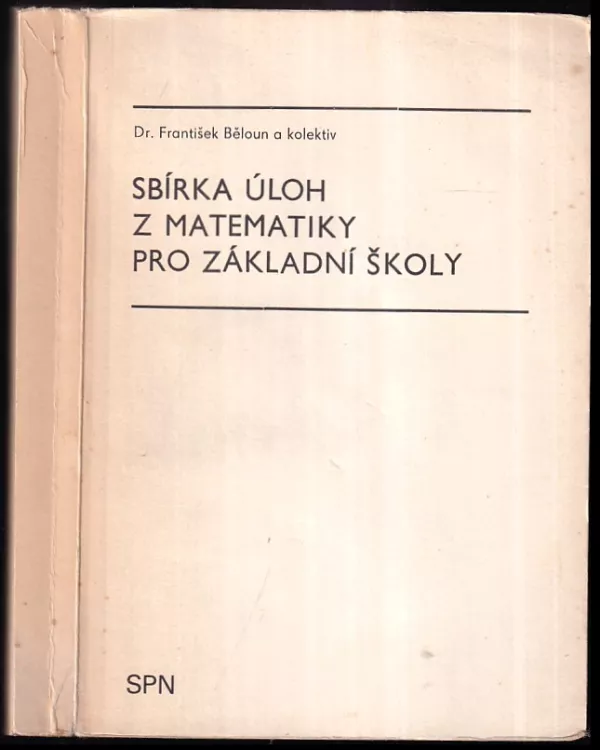 Dr. František Běloun a kolektiv
SBÍRKA ÚLOH
Z MATEMATIKY
PRO ZÁKLADNÍ ŠKOLY
SPN